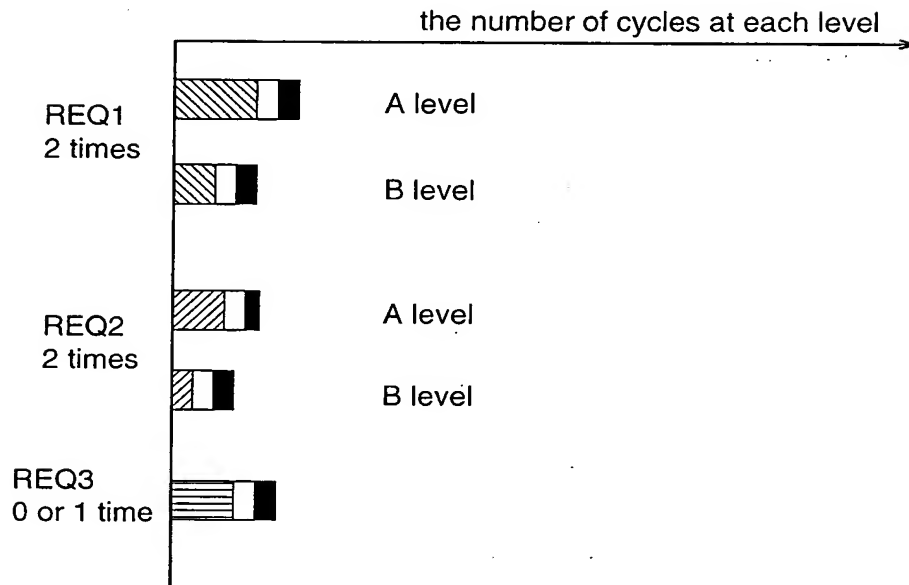 the number of cycles at each level
REQ1
2 times
A level
B level
REQ2
2 times
A level
B level
REQ3
0 or 1 time